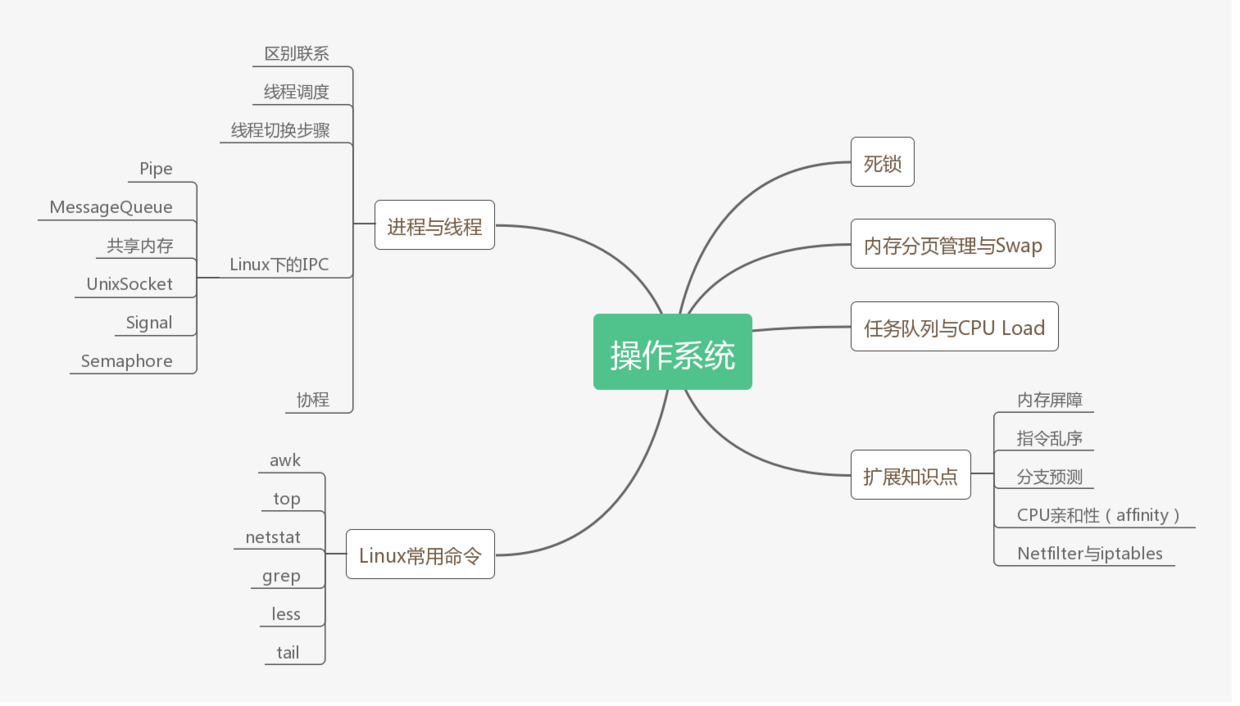 操作系统
进程与线程
区别联系
线程调度
线程切换步骤
Linux下的IPC
Pipe
MessageQueue
共享内存
UnixSocket
Signal
Semaphore
协程
Linux常用命令
awk
top
netstat
grep
less
tail
死锁
内存分页管理与Swap
任务队列与CPU Load
扩展知识点
内存屏障
指令乱序
分支预测
CPU亲和性（affinity）
Netfilter与iptables